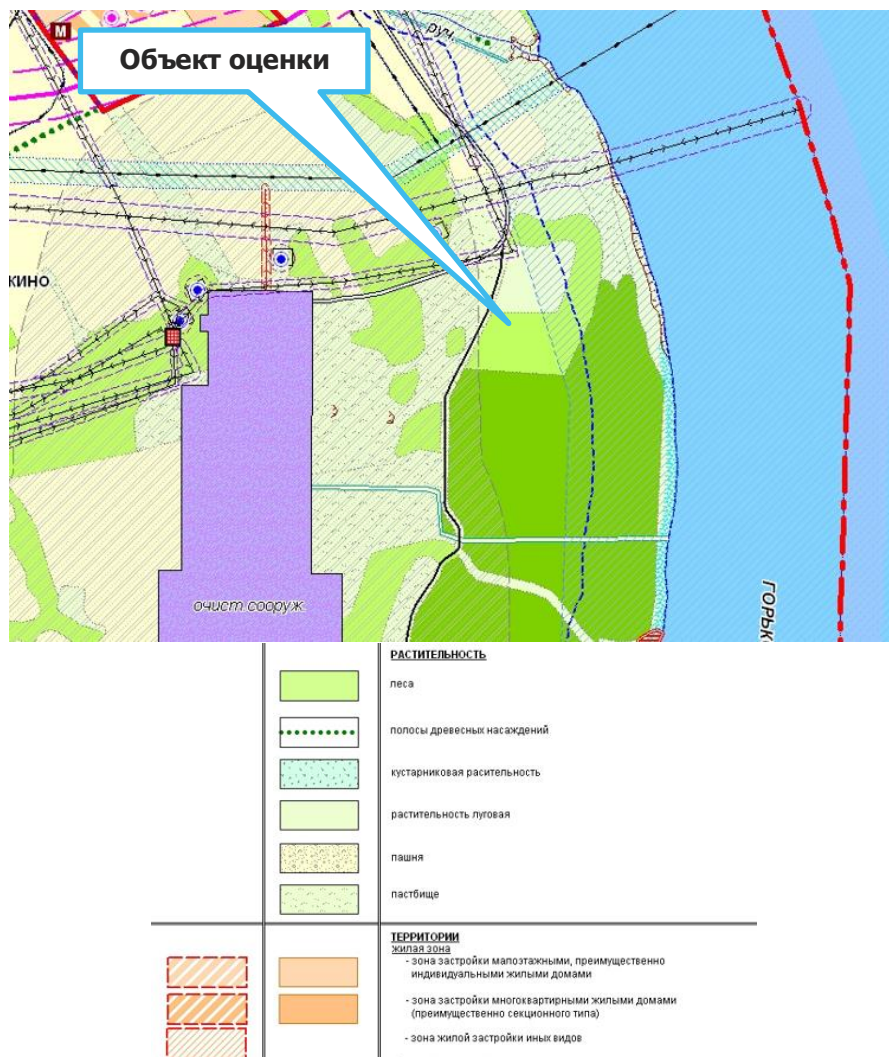 М
руч.
Объект оценки
КИНО
очист.сооруж.
ГОРЬК
РАСТИТЕЛЬНОСТЬ
леса
полосы древесных насаждений
кустарниковая расительность
растительность луговая
пашня
пастбище
ТЕРРИТОРИИ
жилая зона
- зона застройки малоэтажными, преимущественно
индивидуальными жилыми домами
- зона застройки многоквартирными жилыми домами
(преимущественно секционного типа)
- зона жилой застройки иных видов